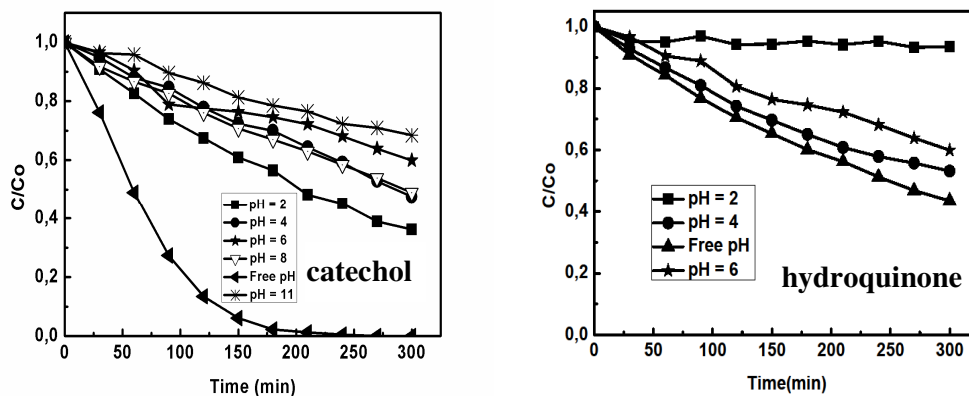 1,0
0,8
0,6
0,4
0,2
0,0
C/Co
pH = 2
pH = 4
pH = 6
pH = 8
Free pH
pH = 11
catechol
0 50 100 150 200 250 300
Time (min)
1,0
0,8
0,6
0,4
0,2
0,0
C/Co
pH = 2
pH = 4
Free pH
pH = 6
hydroquinone
0 50 100 150 200 250 300
Time(min)